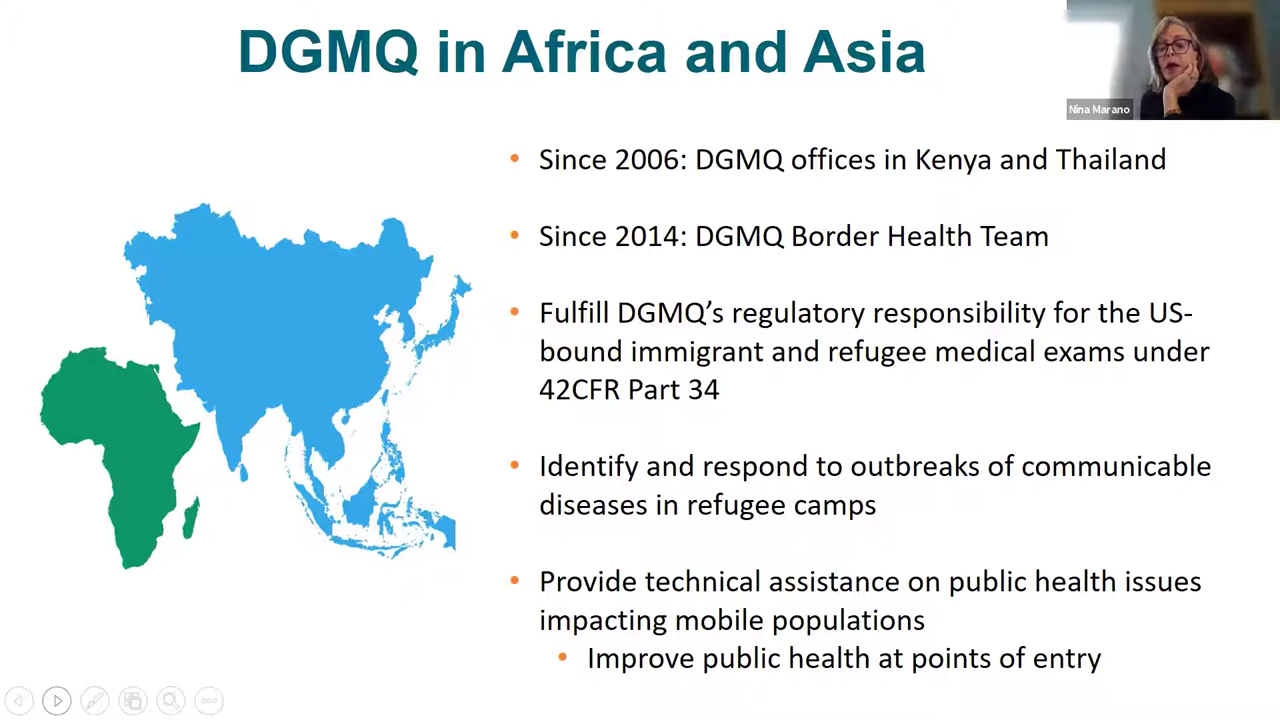 DGMQ in Africa and Asia
Nina Marano
• Since 2006: DGMQ offices in Kenya and Thailand
• Since 2014: DGMQ Border Health Team
• Fulfill DGMQ’s regulatory responsibility for the US-
bound immigrant and refugee medical exams under
42CFR Part 34
• Identify and respond to outbreaks of communicable
diseases in refugee camps
• Provide technical assistance on public health issues
impacting mobile populations
• Improve public health at points of entry